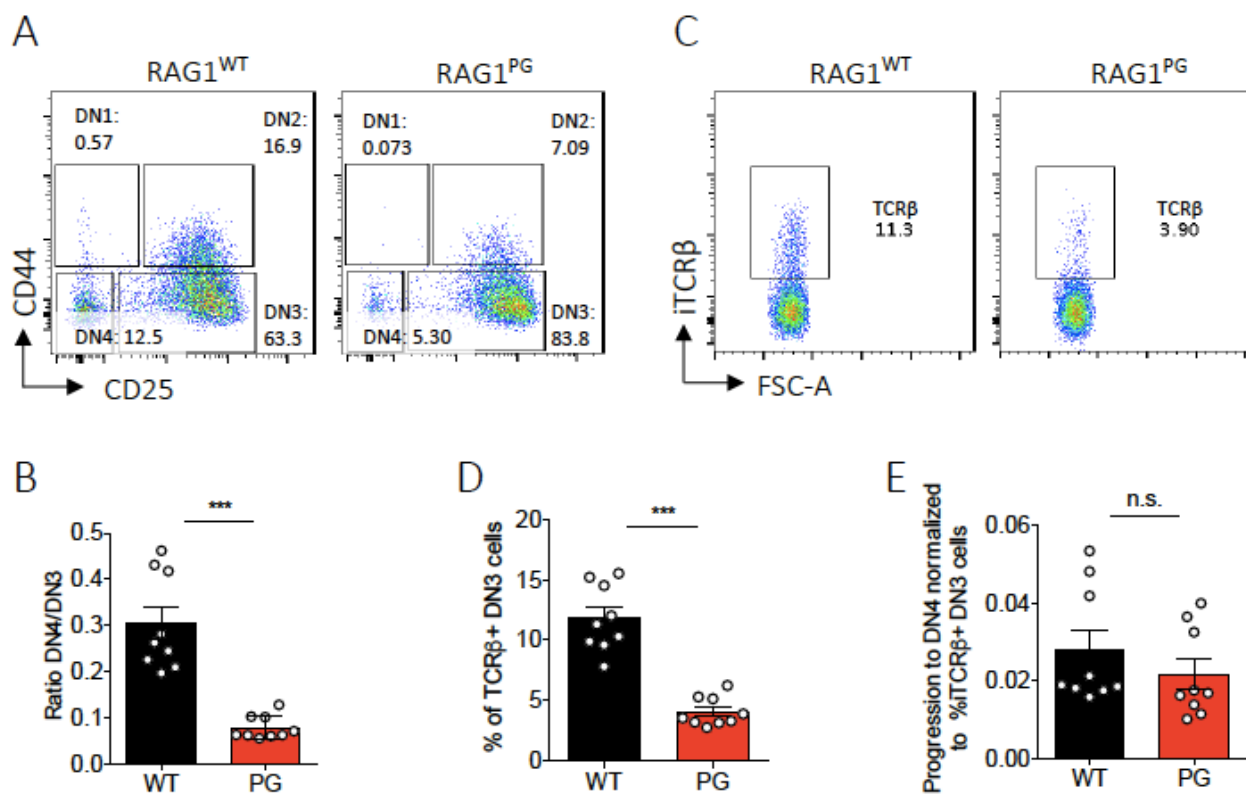 A
RAG1WT
RAG1PG
DN1:
0.57
DN2:
16.9
DN4: 12.5
DN3:
63.3
DN1:
0.073
DN2:
7.09
DN4: 5.30
DN3:
83.8
CD44
CD25
C
RAG1WT
RAG1PG
TCRβ
11.3
TCRβ
3.90
iTCRβ
FSC-A
B
***
Ratio DN4/DN3
0.5
0.4
0.3
0.2
0.1
0.0
WT
PG
D
***
% of TCRβ+ DN3 cells
20
15
10
5
0
WT
PG
E
n.s.
Progression to DN4 normalized
to %iTCRβ+ DN3 cells
0.06
0.04
0.02
0.00
WT
PG